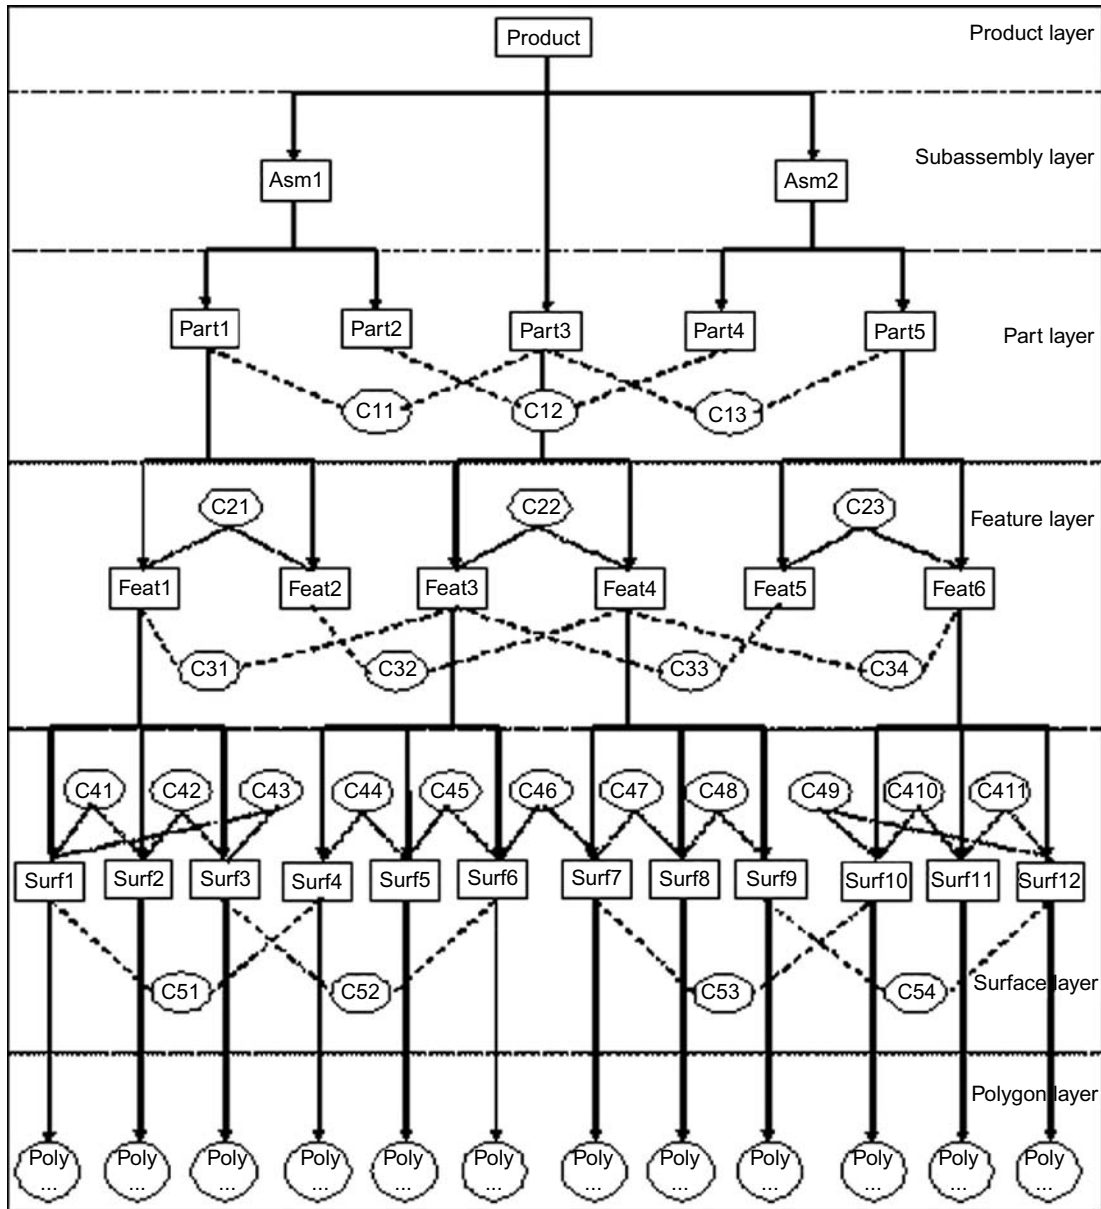 Product
Product layer
Asm1
Asm2
Subassembly layer
Part1
Part2
Part3
Part4
Part5
Part layer
C11
C12
C13
C21
C22
C23
Feature layer
Feat1
Feat2
Feat3
Feat4
Feat5
Feat6
C31
C32
C33
C34
C41
C42
C43
C44
C45
C46
C47
C48
C49
C410
C411
Surf1
Surf2
Surf3
Surf4
Surf5
Surf6
Surf7
Surf8
Surf9
Surf10
Surf11
Surf12
C51
C52
C53
C54
Surface layer
Polygon layer
Poly
...
Poly
...
Poly
...
Poly
...
Poly
...
Poly
...
Poly
...
Poly
...
Poly
...
Poly
...
Poly
...
Poly
...